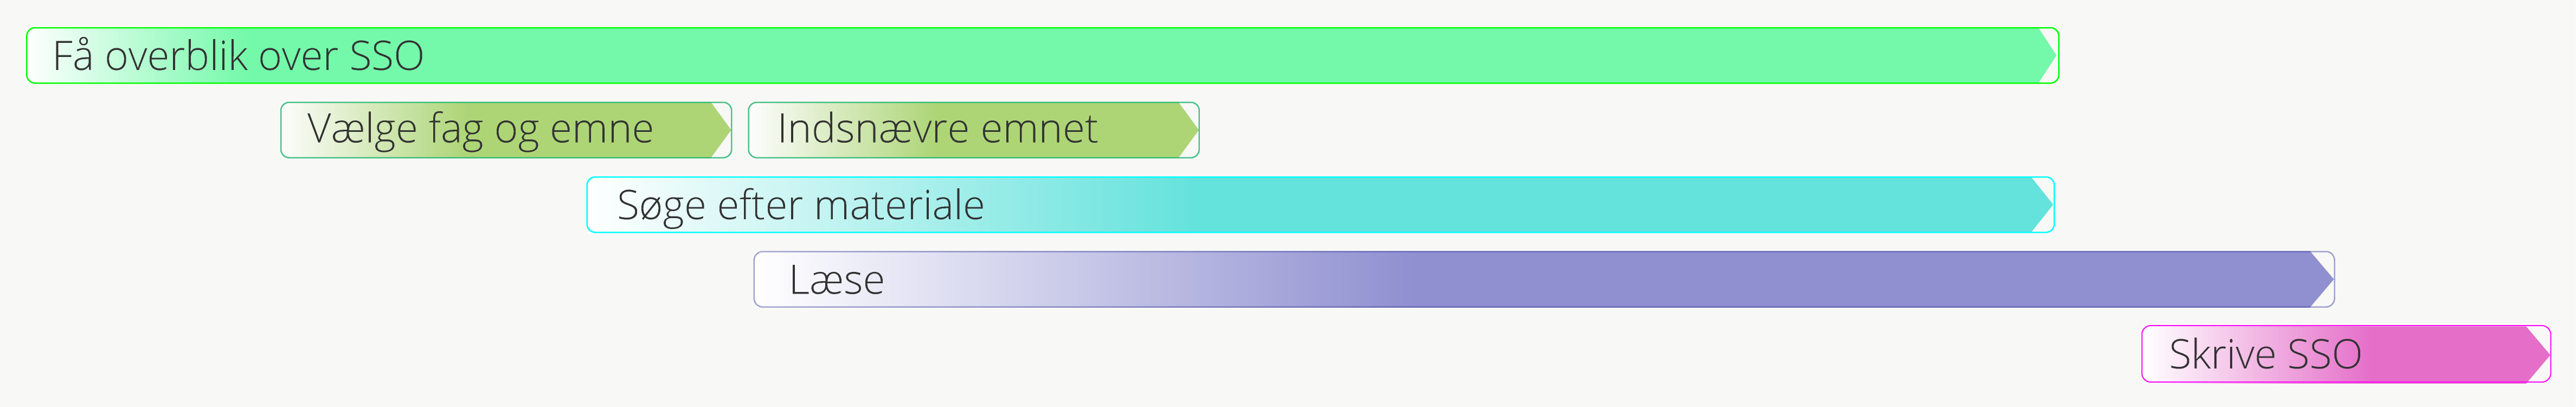 Få overblik over SSO
Vælge fag og emne
Indsnævre emnet
Søge efter materiale
Læse
Skrive SSO